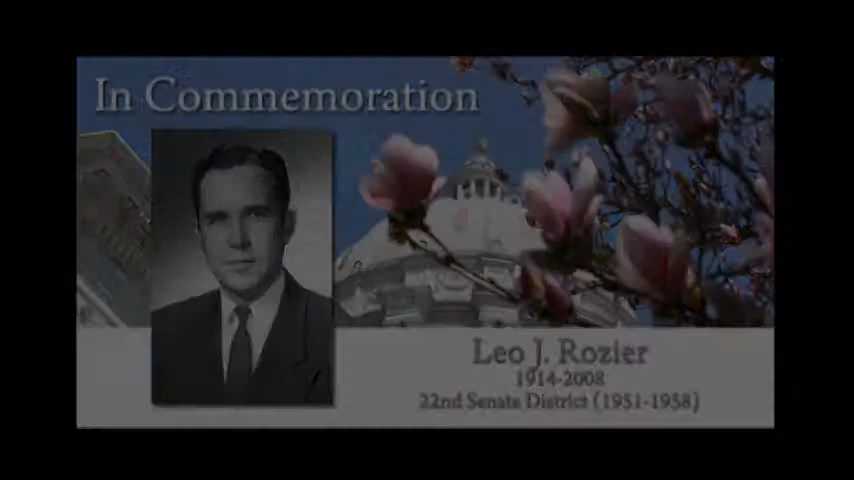 In Commemoration
Leo J. Rozier
1914-2008
22nd Senate District (1951-1958)